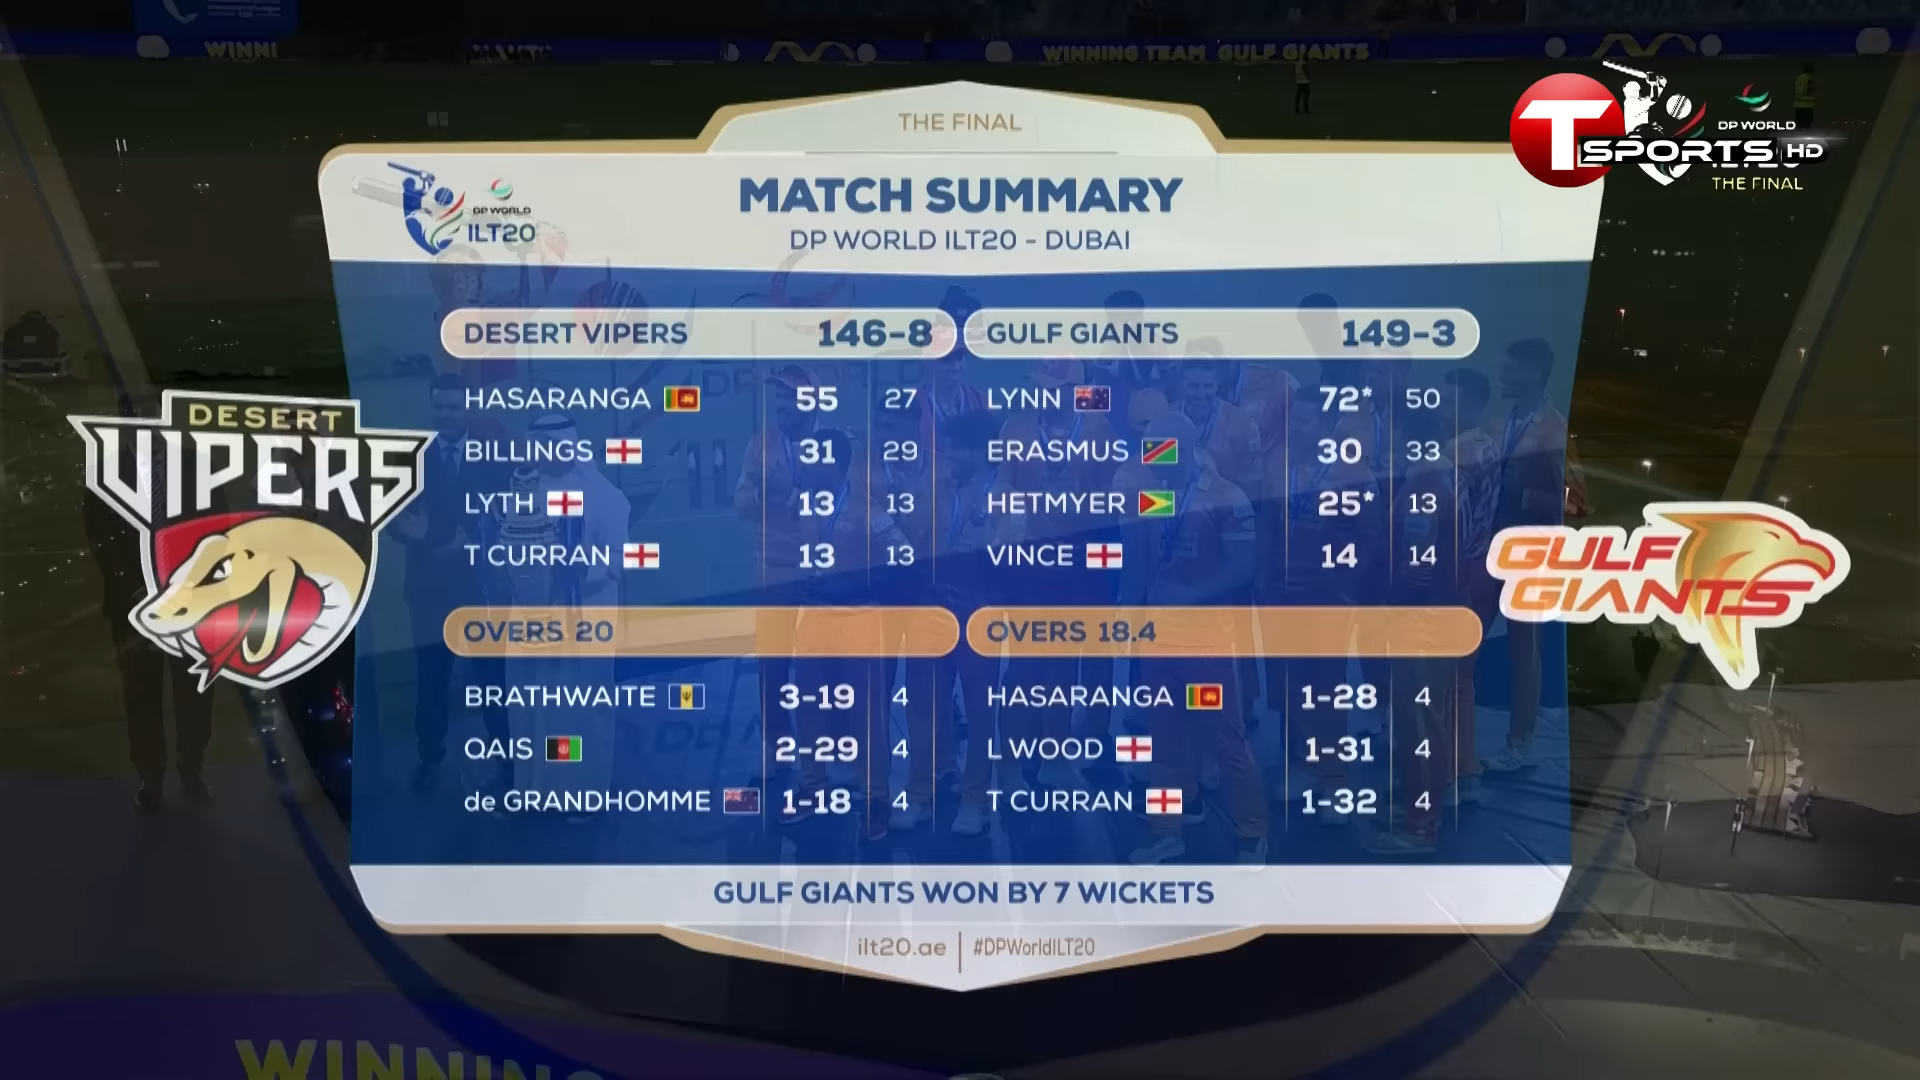 WINNI
WINNING TEAM GULF GIANTS
THE FINAL
T SPORTS HD
DP WORLD
THE FINAL
DP WORLD
ILT20
MATCH SUMMARY
DP WORLD ILT20 - DUBAI
DESERT VIPERS 146-8
HASARANGA 55 27
BILLINGS 31 29
LYTH 13 13
T CURRAN 13 13
OVERS 20
BRATHWAITE 3-19 4
QAIS 2-29 4
de GRANDHOMME 1-18 4
GULF GIANTS 149-3
LYNN 72* 50
ERASMUS 30 33
HETMYER 25* 13
VINCE 14 14
OVERS 18.4
HASARANGA 1-28 4
L WOOD 1-31 4
T CURRAN 1-32 4
DESERT
VIPERS
GULF
GIANTS
GULF GIANTS WON BY 7 WICKETS
ilt20.ae | #DPWorldILT20
WINNING